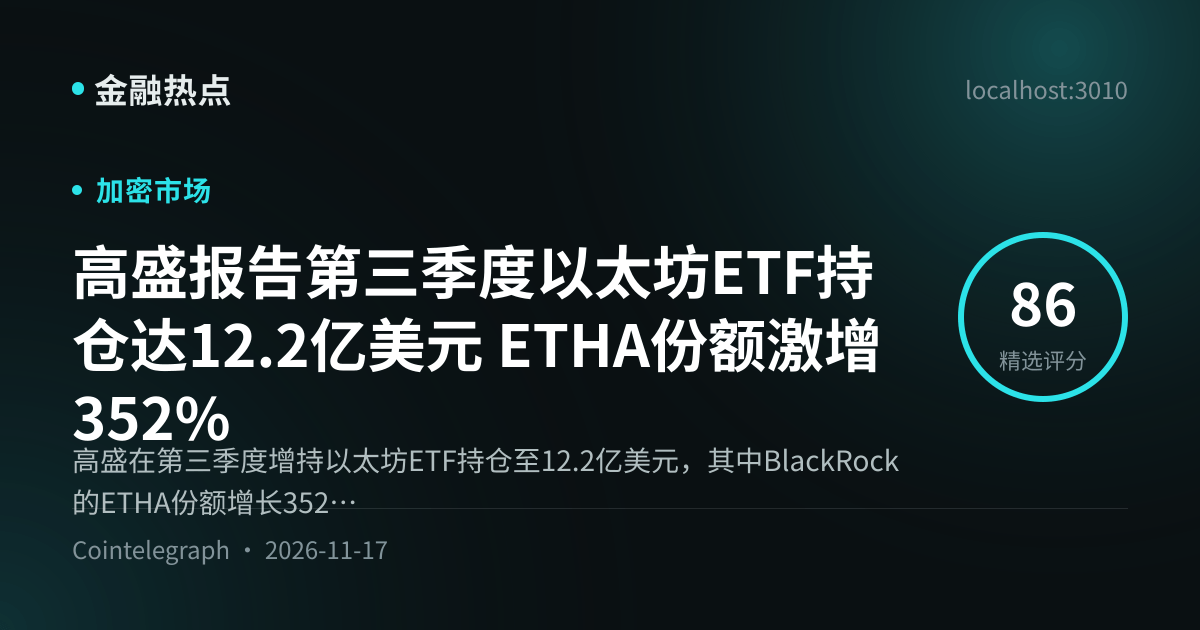 金融热点
localhost:3010
加密市场
高盛报告第三季度以太坊ETF持
仓达12.2亿美元 ETHA份额激增
352%
86
精选评分
高盛在第三季度增持以太坊ETF持仓至12.2亿美元，其中BlackRock
的ETHA份额增长352…
Cointelegraph · 2026-11-17